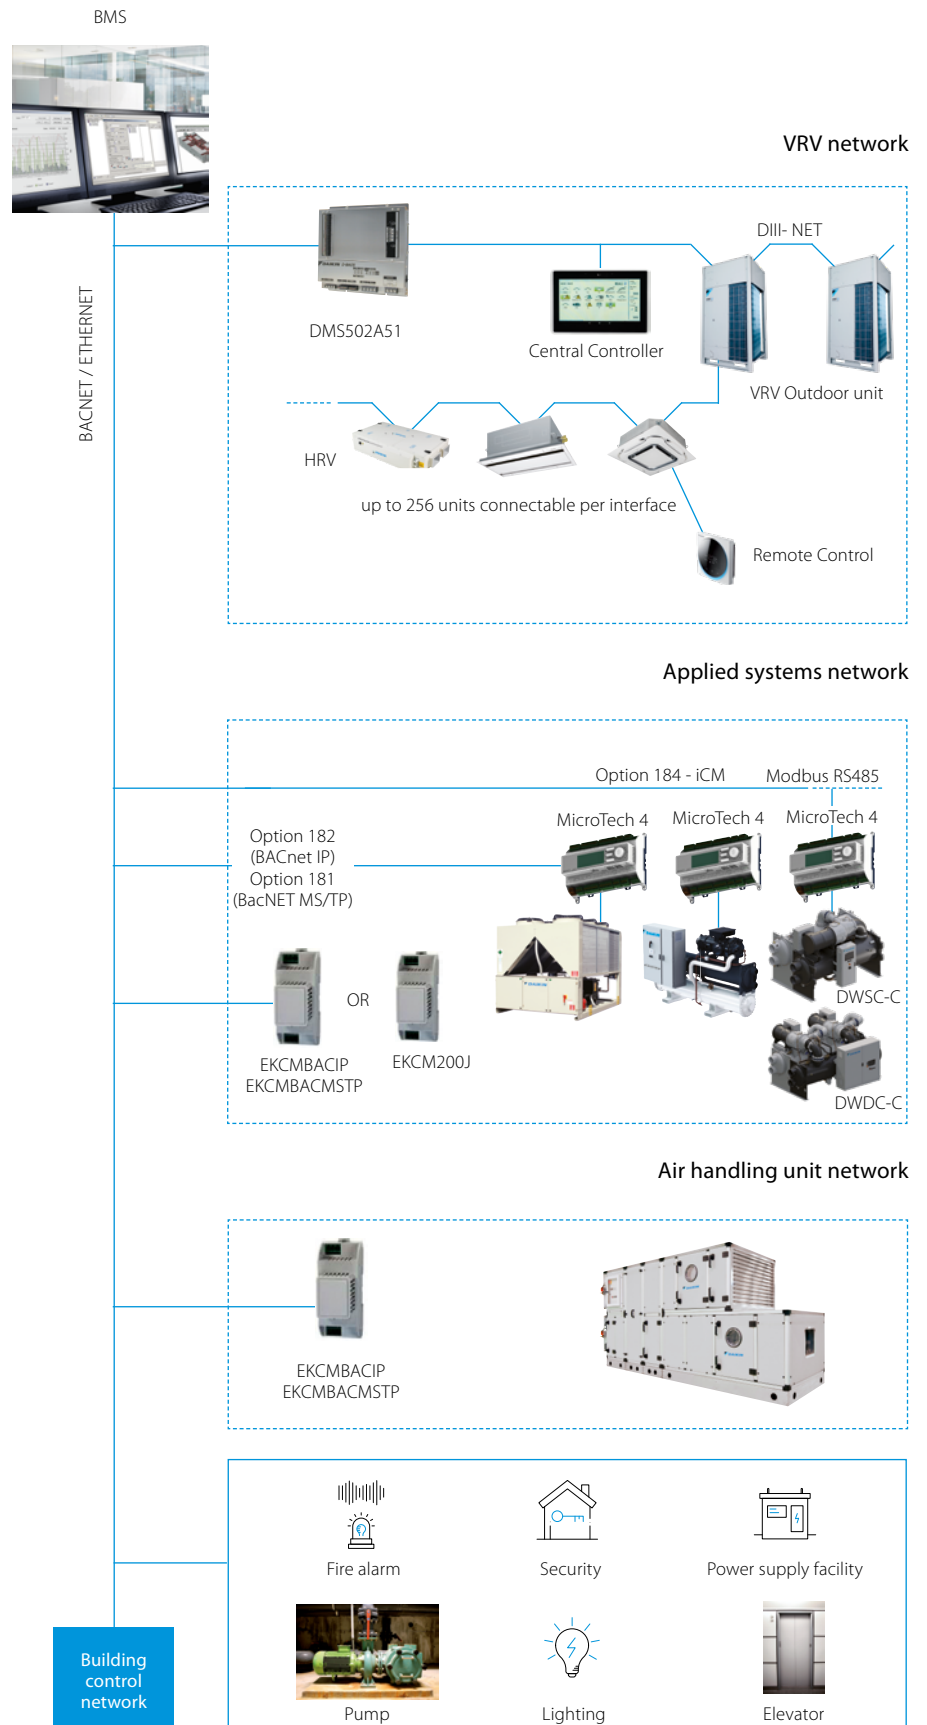 BMS
VRV network
BACNET / ETHERNET
DIII- NET
DMS502A51
Central Controller
VRV Outdoor unit
HRV
up to 256 units connectable per interface
Remote Control
Applied systems network
Option 184 - iCM
Modbus RS485
MicroTech 4
MicroTech 4
MicroTech 4
Option 182
(BACnet IP)
Option 181
(BacNET MS/TP)
OR
DWSC-C
EKCMBACIP
EKCMBACMSTP
EKCM200J
DWDC-C
Air handling unit network
EKCMBACIP
EKCMBACMSTP
Fire alarm
Security
Power supply facility
Building
control
network
Pump
Lighting
Elevator